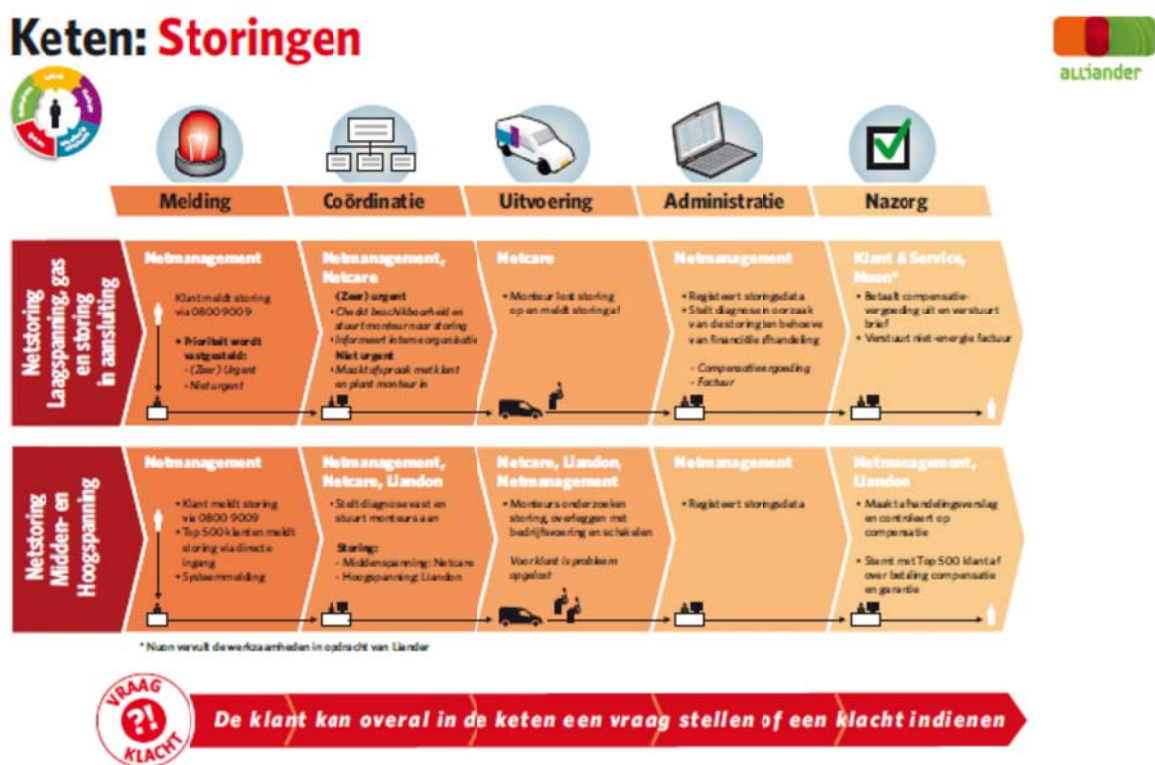 Keten: Storingen
alliander
Melding
Coördinatie
Uitvoering
Administratie
Nazorg
Netstoring
Laagspanning, gas
en storing
in aansluiting
Netmanagement
Klant meldt storing
via 0800 9009
• Prioriteit wordt
vastgesteld:
- (Zeer) Urgent
- Niet urgent
Netmanagement,
Netcare
(Zeer) urgent
• Checkt beschikbaarheid en
stuurt monteur naar storing
• Informeert interne organisatie
Niet urgent
• Maakt afspraak met klant
en plant monteur in
Netcare
• Monteur lost storing
op en meldt storing af
Netmanagement
• Registeert storingsdata
• Stelt diagnose in oorzaak
van de storing ten behoeve
van financiële afhandeling
- Compensatievergoeding
- Factuur
Klant & Service,
Nuon*
• Betaalt compensatie-
vergoeding uit en verstuurt
brief
• Verstuurt niet-energie factuur
Netstoring
Midden- en
Hoogspanning
Netmanagement
• Klant meldt storing
via 0800 9009
• Top 500 klanten meldt
storing via directe
ingang
• Systeemmelding
Netmanagement,
Netcare, Liandon
• Stelt diagnose vast en
stuurt monteurs aan
Storing:
- Middenspanning: Netcare
- Hoogspanning: Liandon
Netcare, Liandon,
Netmanagement
• Monteurs onderzoeken
storing, overleggen met
bedrijfsvoering en schakelen
Voor klant is probleem
opgelost
Netmanagement
• Registeert storingsdata
Netmanagement,
Liandon
• Maakt afhandelingsverslag
en controleert op
compensatie
• Stemt met Top 500 klant af
over betaling compensatie
en garantie
* Nuon vervult de werkzaamheden in opdracht van Liander
VRAAG
?!
KLACHT
De klant kan overal in de keten een vraag stellen of een klacht indienen